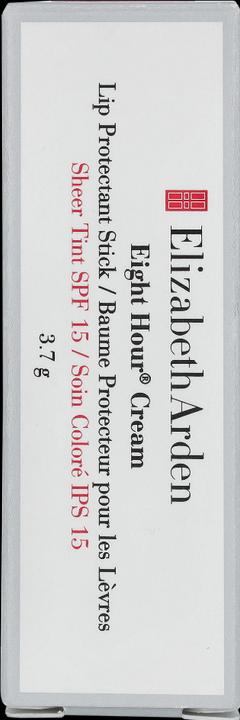 Elizabeth Arden
Eight Hour® Cream
Lip Protectant Stick / Baume Protecteur pour les Lèvres
Sheer Tint SPF 15 / Soin Coloré IPS 15
3.7 g